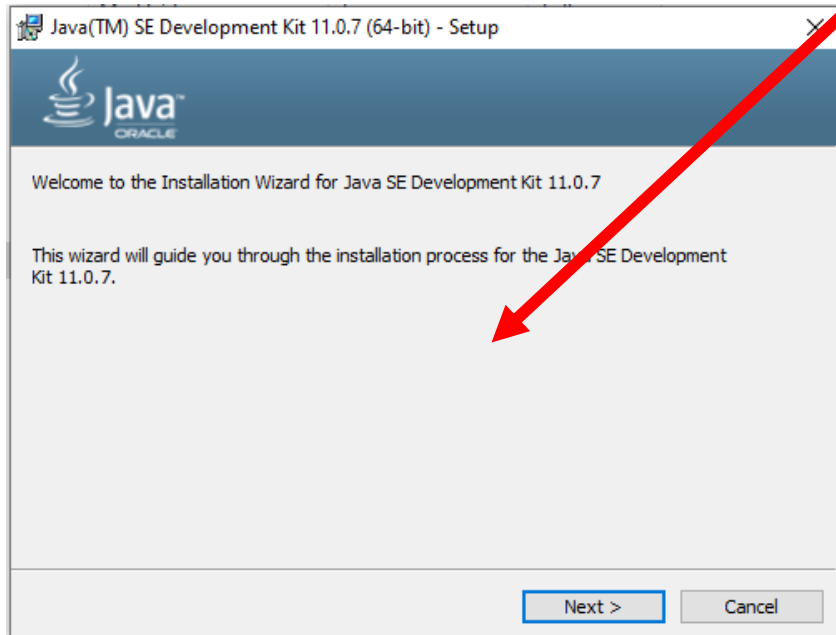 Java(TM) SE Development Kit 11.0.7 (64-bit) - Setup
Java™
ORACLE
Welcome to the Installation Wizard for Java SE Development Kit 11.0.7
This wizard will guide you through the installation process for the Java SE Development
Kit 11.0.7.
Next >
Cancel